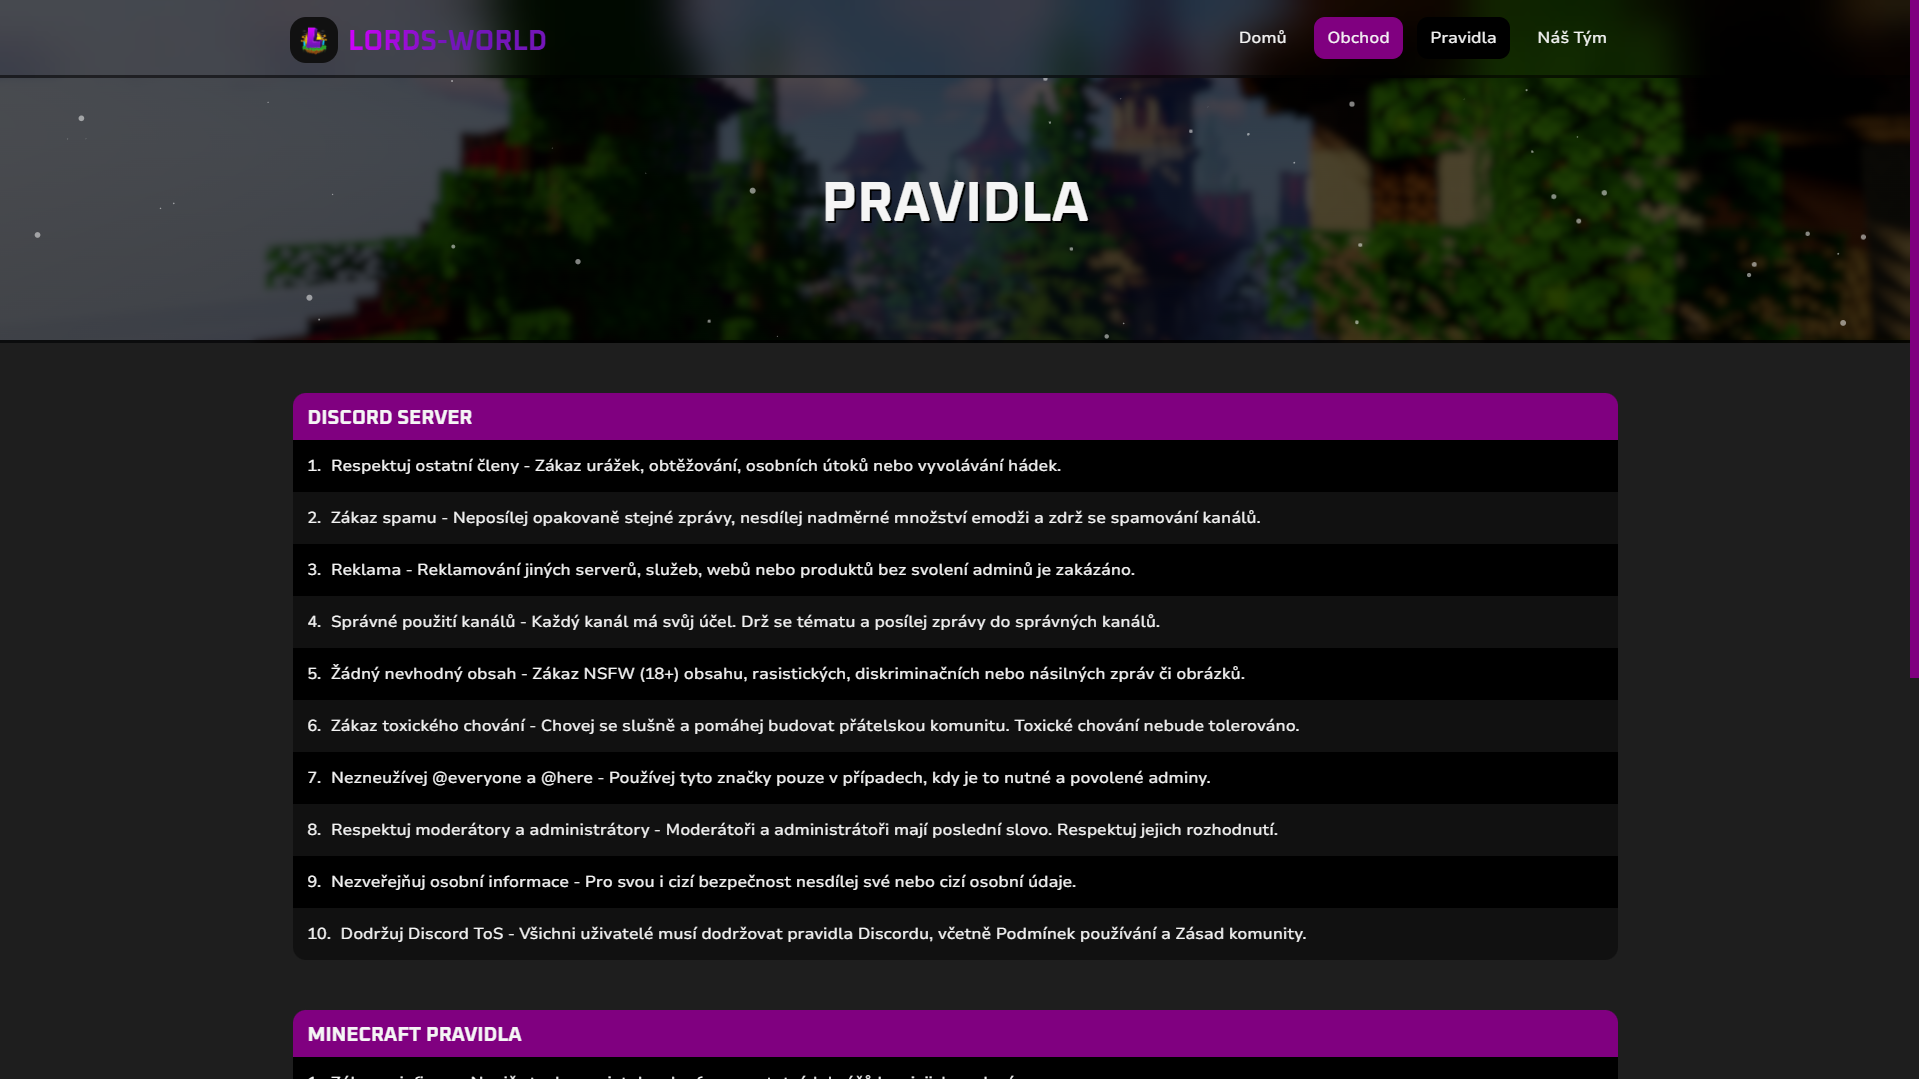 LORDS-WORLD
Domů
Obchod
Pravidla
Náš Tým
PRAVIDLA
DISCORD SERVER
1. Respektuj ostatní členy - Zákaz urážek, obtěžování, osobních útoků nebo vyvolávání hádek.
2. Zákaz spamu - Neposílej opakovaně stejné zprávy, nesdílej nadměrné množství emodži a zdrž se spamování kanálů.
3. Reklama - Reklamování jiných serverů, služeb, webů nebo produktů bez svolení adminů je zakázáno.
4. Správné použití kanálů - Každý kanál má svůj účel. Drž se tématu a posílej zprávy do správných kanálů.
5. Žádný nevhodný obsah - Zákaz NSFW (18+) obsahu, rasistických, diskriminačních nebo násilných zpráv či obrázků.
6. Zákaz toxického chování - Chovej se slušně a pomáhej budovat přátelskou komunitu. Toxické chování nebude tolerováno.
7. Nezneužívej @everyone a @here - Používej tyto značky pouze v případech, kdy je to nutné a povolené adminy.
8. Respektuj moderátory a administrátory - Moderátoři a administrátoři mají poslední slovo. Respektuj jejich rozhodnutí.
9. Nezveřejňuj osobní informace - Pro svou i cizí bezpečnost nesdílej své nebo cizí osobní údaje.
10. Dodržuj Discord ToS - Všichni uživatelé musí dodržovat pravidla Discordu, včetně Podmínek používání a Zásad komunity.
MINECRAFT PRAVIDLA